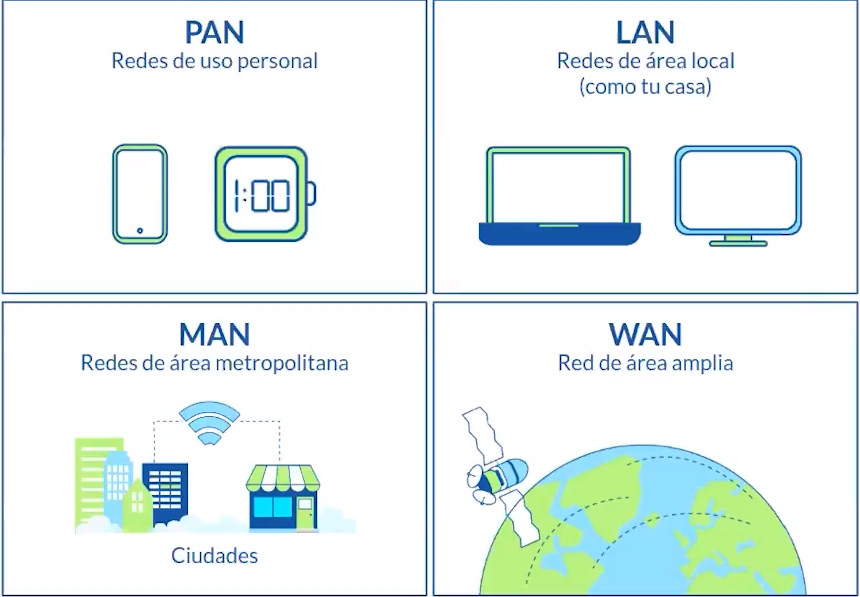 PAN
Redes de uso personal
1:00
LAN
Redes de área local
(como tu casa)
MAN
Redes de área metropolitana
Ciudades
WAN
Red de área amplia